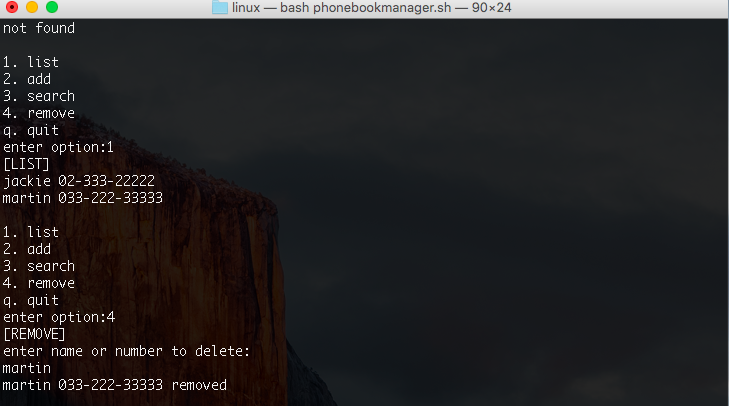 linux — bash phonebookmanager.sh — 90×24
not found
1. list
2. add
3. search
4. remove
q. quit
enter option:1
[LIST]
jackie 02-333-22222
martin 033-222-33333
1. list
2. add
3. search
4. remove
q. quit
enter option:4
[REMOVE]
enter name or number to delete:
martin
martin 033-222-33333 removed